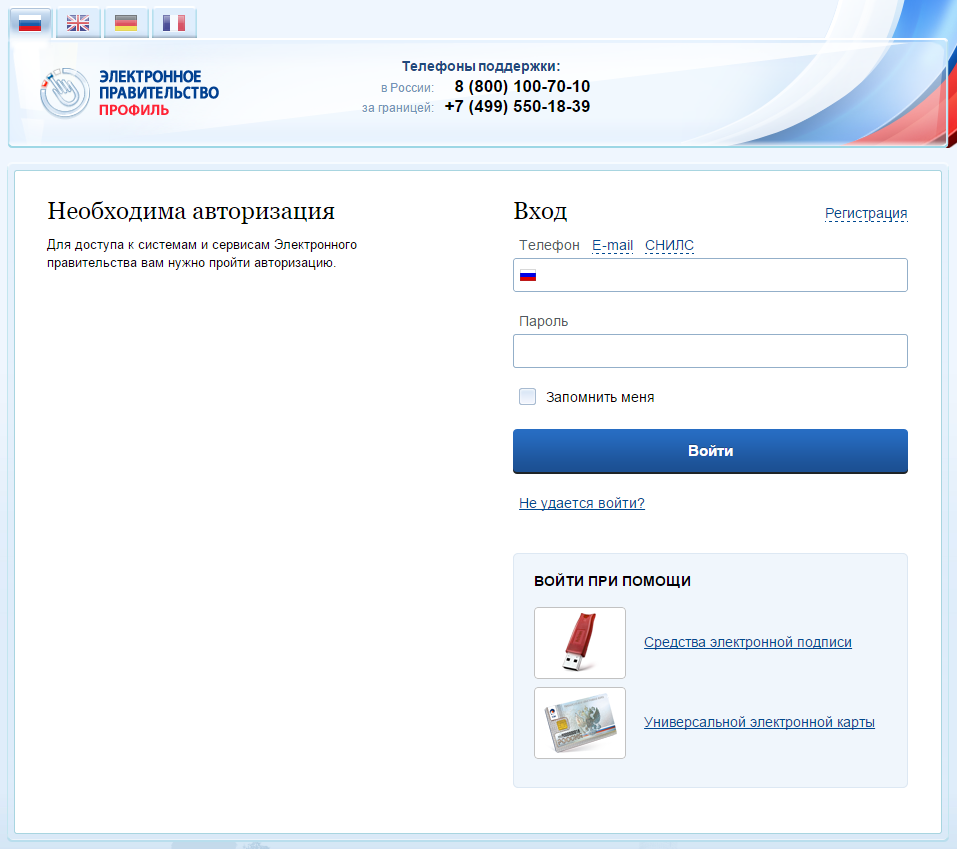 ЭЛЕКТРОННОЕ
ПРАВИТЕЛЬСТВО
ПРОФИЛЬ
Телефоны поддержки:
в России: 8 (800) 100-70-10
за границей: +7 (499) 550-18-39
Необходима авторизация
Для доступа к системам и сервисам Электронного
правительства вам нужно пройти авторизацию.
Вход Регистрация
Телефон E-mail СНИЛС
Пароль
Запомнить меня
Войти
Не удается войти?
ВОЙТИ ПРИ ПОМОЩИ
Средства электронной подписи
Универсальной электронной карты